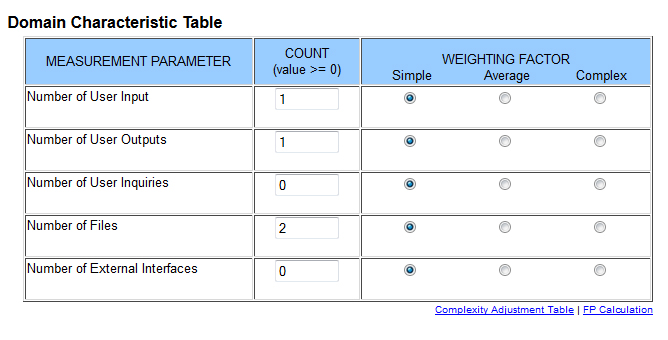 Domain Characteristic Table
MEASUREMENT PARAMETER
COUNT
(value >= 0)
WEIGHTING FACTOR
Simple Average Complex
Number of User Input 1
Number of User Outputs 1
Number of User Inquiries 0
Number of Files 2
Number of External Interfaces 0
Complexity Adjustment Table | FP Calculation